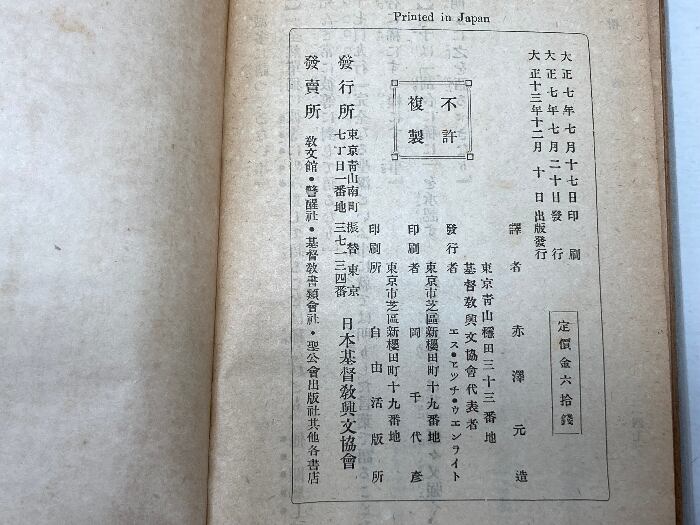 Printed in Japan
大正七年七月十七日印刷
大正七年七月二十日發行
大正十三年十二月十日出版發行
定價金六拾錢
不許
複製
譯者 赤澤元造
東京青山穩田三十三番地
基督教興文協會代表者
發行者 エス・エッチ・ウエンライト
東京市芝區新櫻田町十九番地
印刷者 岡千代彦
東京市芝區新櫻田町十九番地
印刷所 自由活版所
發行所 東京青山南町七丁目一番地 振替東京三七一三四番 日本基督教興文協會
發賣所 教文館・警醒社・基督教書類會社・聖公會出版社其他各書店